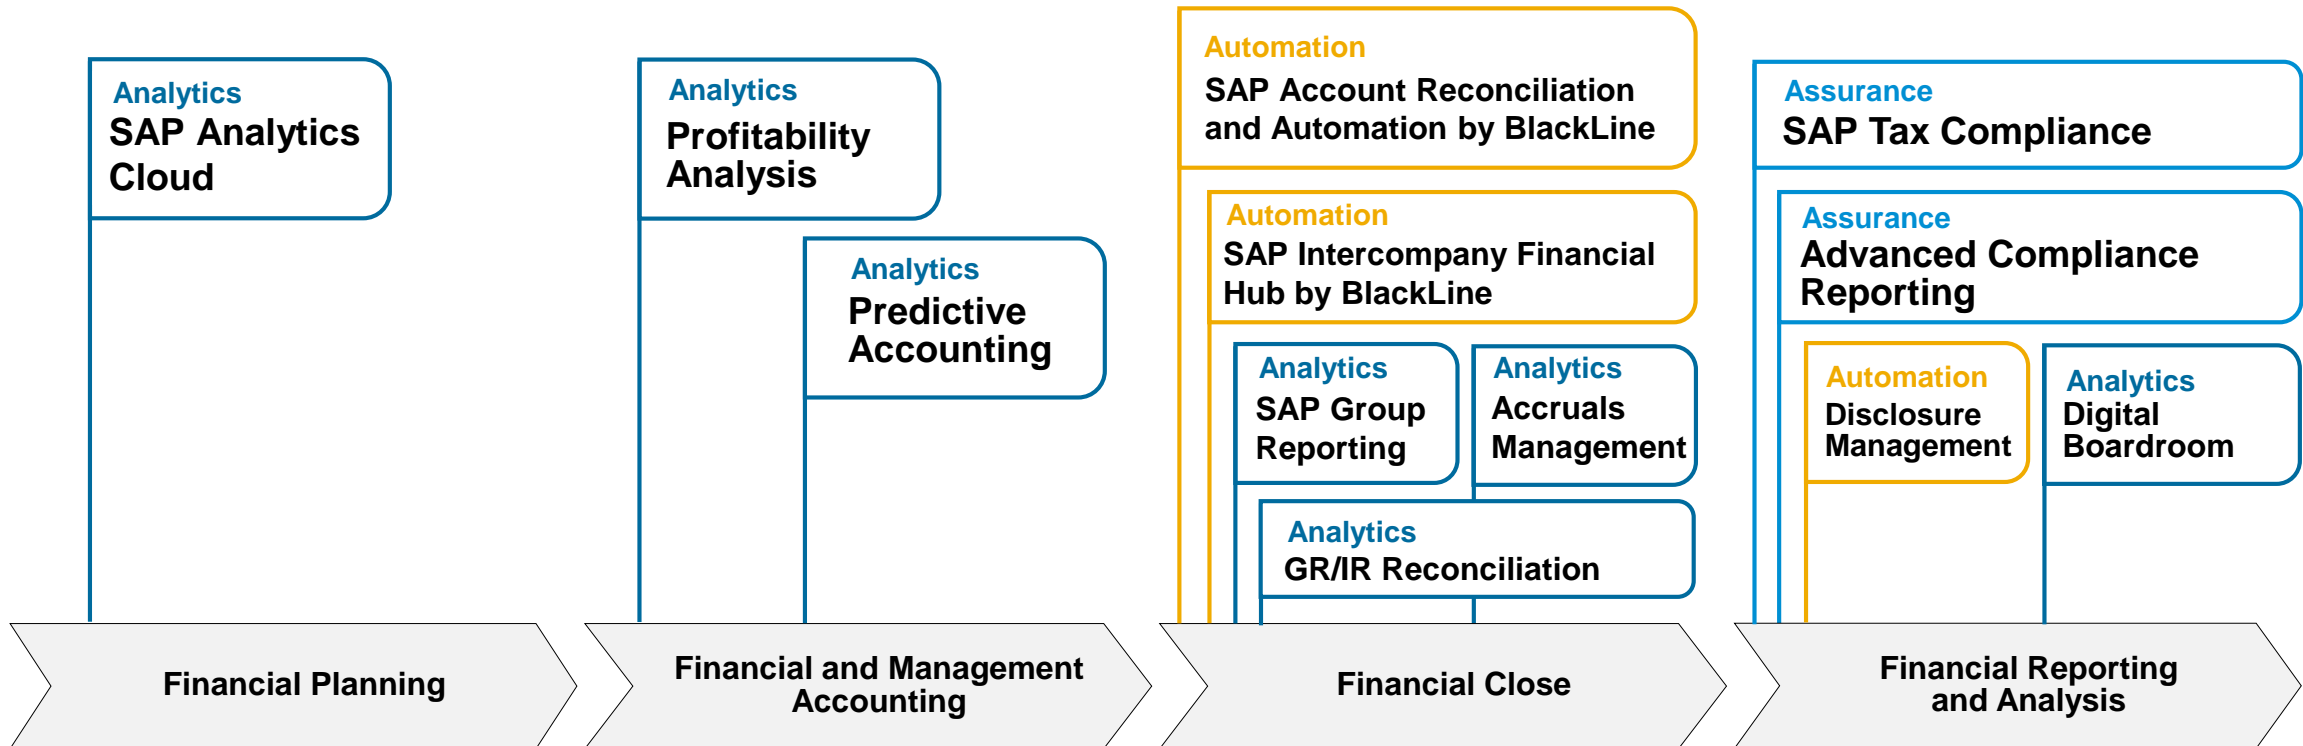 Analytics
SAP Analytics
Cloud
Analytics
Profitability
Analysis
Analytics
Predictive
Accounting
Automation
SAP Account Reconciliation
and Automation by BlackLine
Automation
SAP Intercompany Financial
Hub by BlackLine
Analytics
SAP Group
Reporting
Analytics
Accruals
Management
Analytics
GR/IR Reconciliation
Assurance
SAP Tax Compliance
Assurance
Advanced Compliance
Reporting
Automation
Disclosure
Management
Analytics
Digital
Boardroom
Financial Planning
Financial and Management
Accounting
Financial Close
Financial Reporting
and Analysis